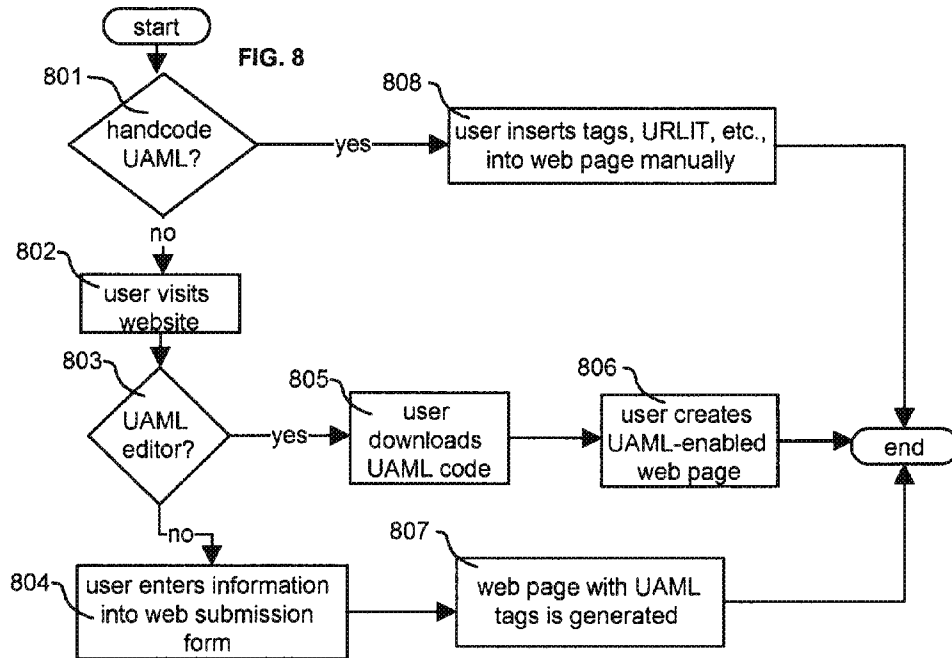 start
FIG. 8
801
handcode
UAML?
yes
808
user inserts tags, URLIT, etc.,
into web page manually
no
802
user visits
website
803
UAML
editor?
yes
805
user
downloads
UAML code
806
user creates
UAML-enabled
web page
end
no
804
user enters information
into web submission
form
807
web page with UAML
tags is generated